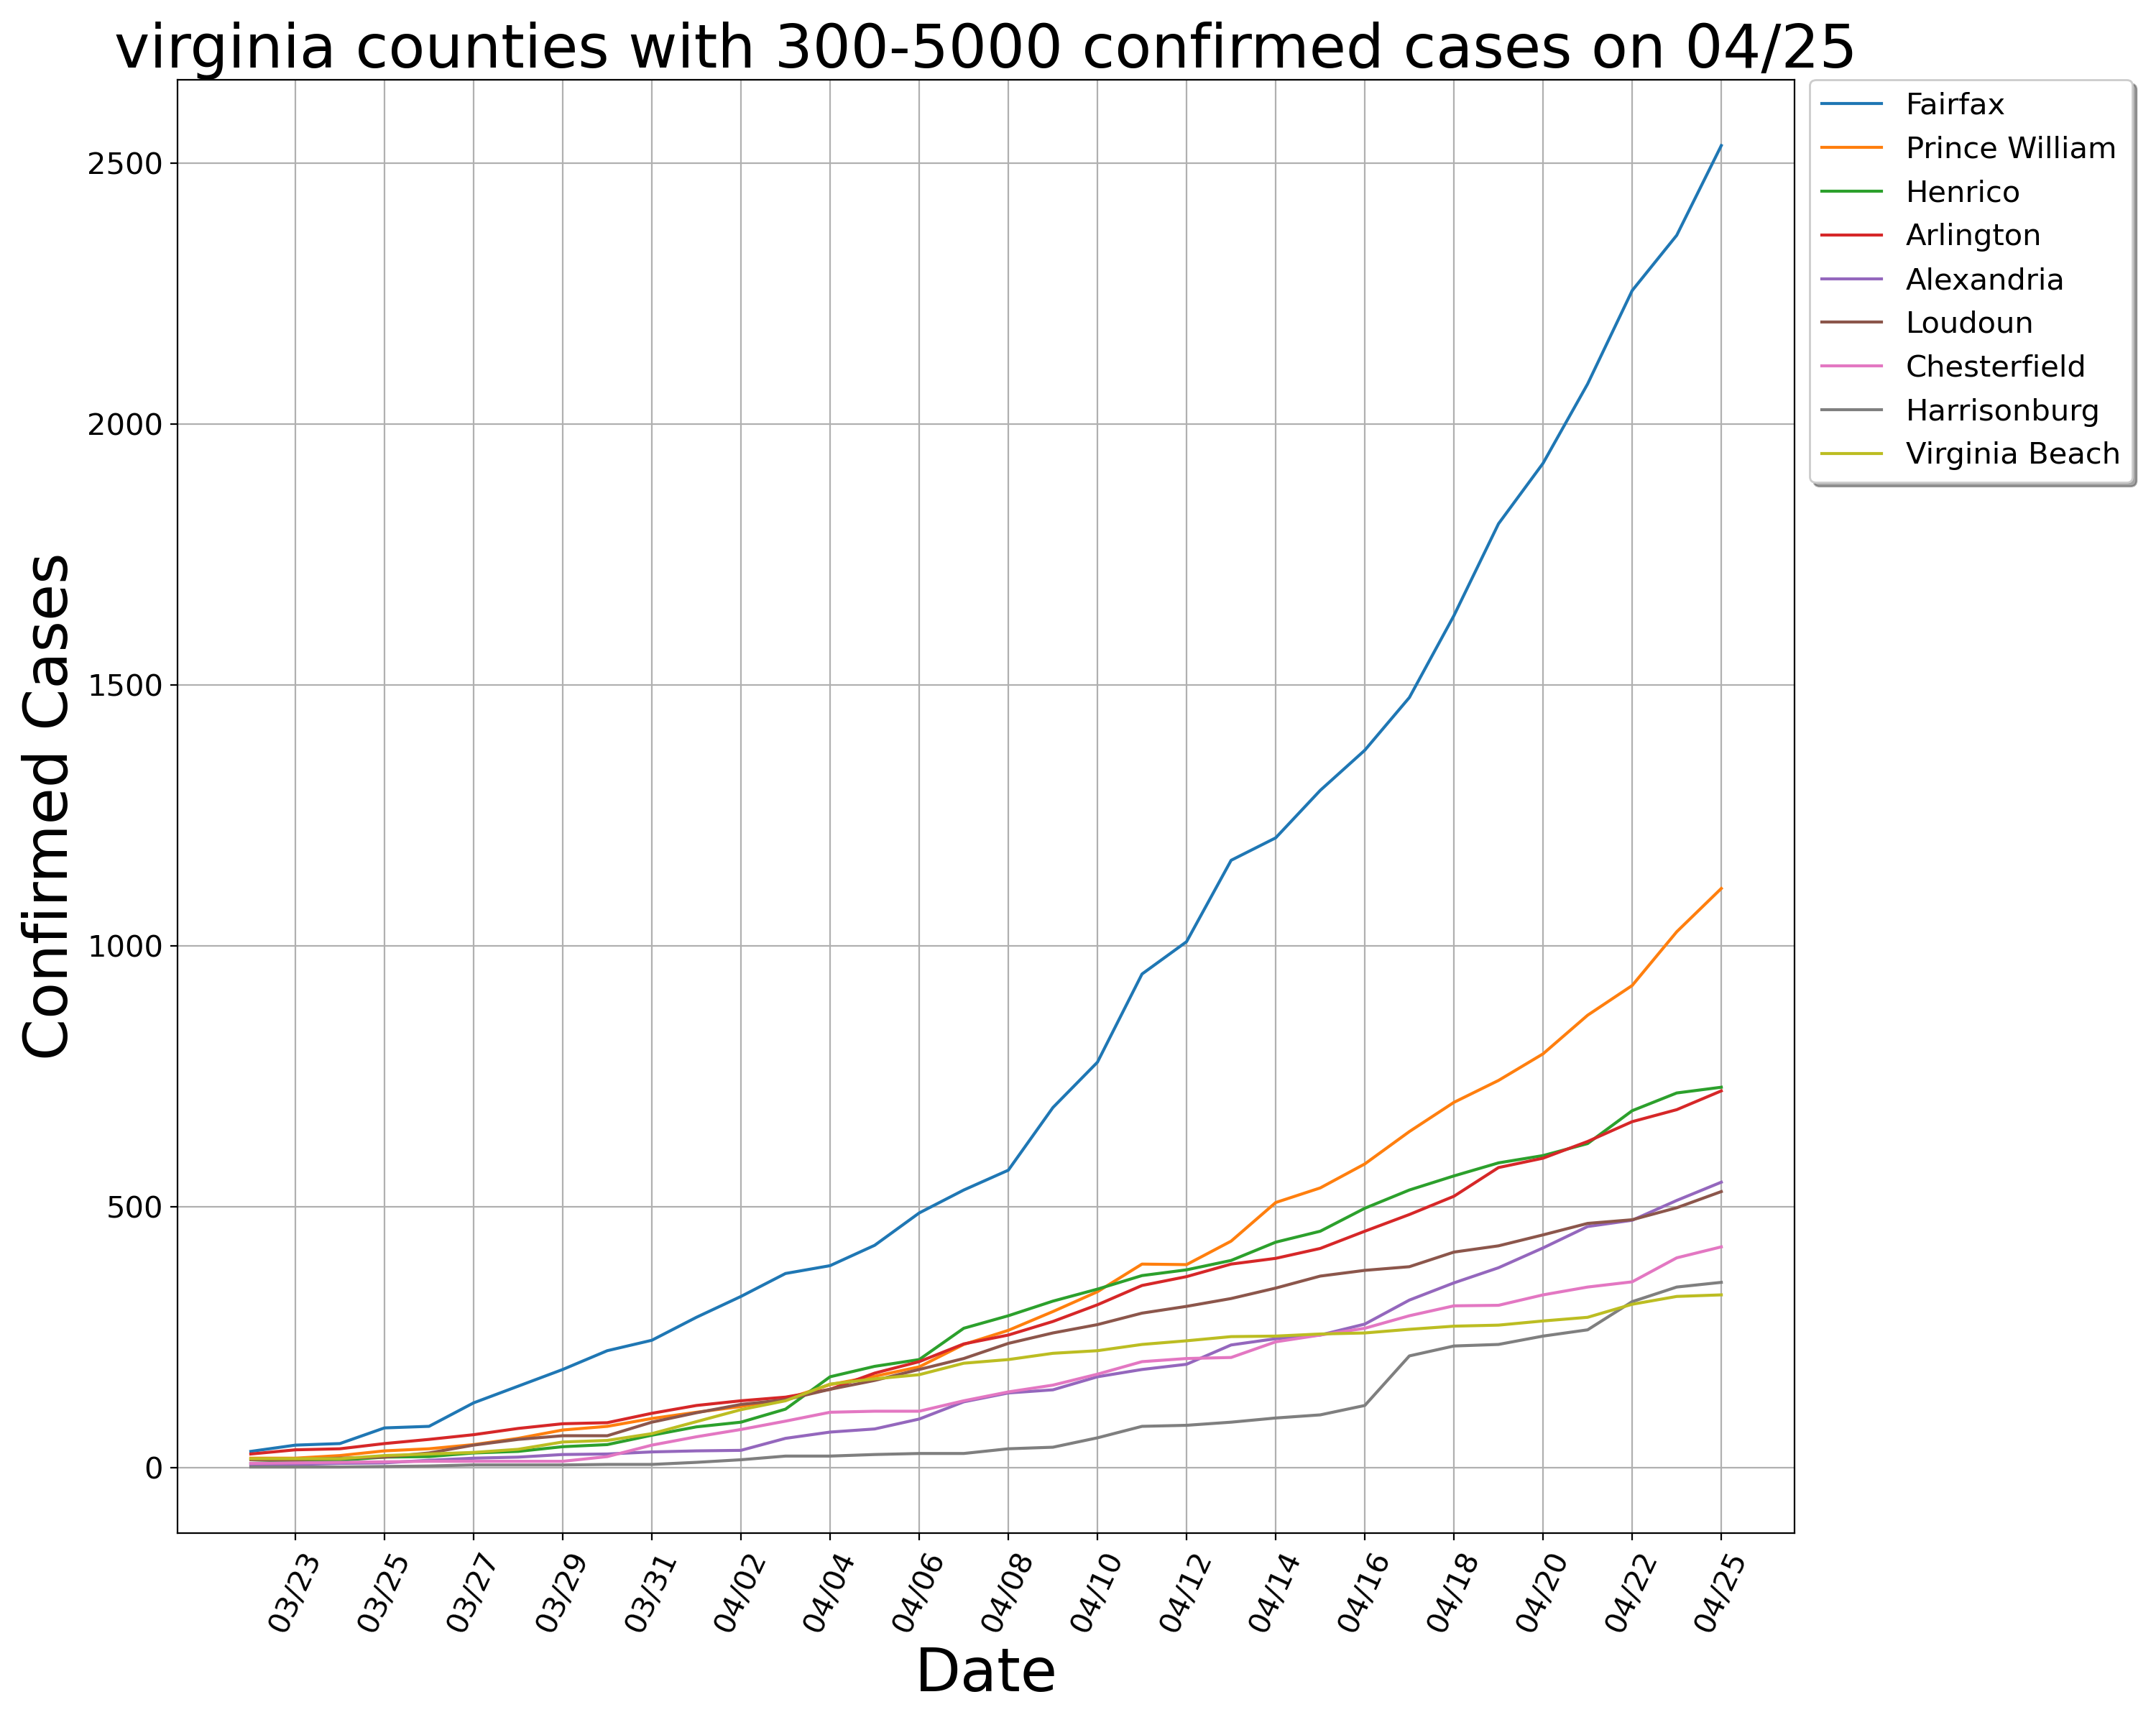 virginia counties with 300-5000 confirmed cases on 04/25
Fairfax
Prince William
Henrico
Arlington
Alexandria
Loudoun
Chesterfield
Harrisonburg
Virginia Beach
Confirmed Cases
2500
2000
1500
1000
500
0
03/23
03/25
03/27
03/29
03/31
04/02
04/04
04/06
04/08
04/10
04/12
04/14
04/16
04/18
04/20
04/22
04/25
Date